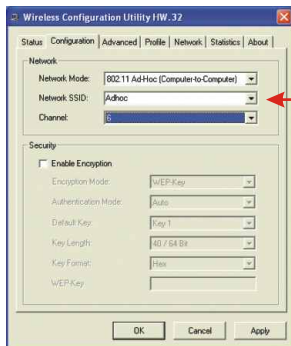 Wireless Configuration Utility HW.32
Status Configuration Advanced Profile Network Statistics About
Network
Network Mode: 802.11 Ad-Hoc (Computer-to-Computer)
Network SSID: Adhoc
Channel: 6
Security
Enable Encryption
Encryption Mode: WEP-Key
Authentication Mode: Auto
Default Key: Key 1
Key Length: 40 / 64 Bit
Key Format: Hex
WEP-Key
OK Cancel Apply